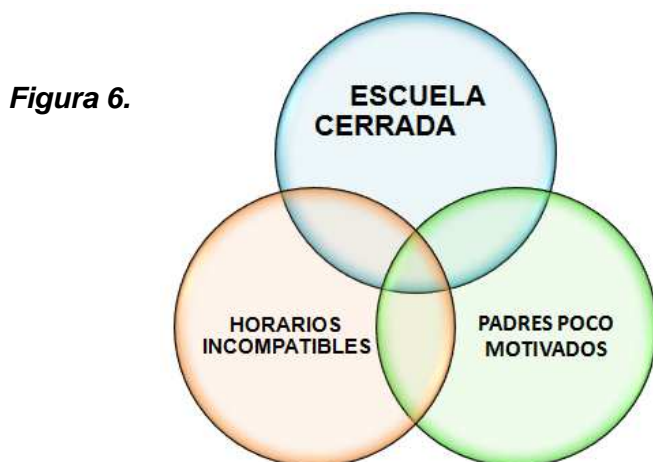 Figura 6.
ESCUELA
CERRADA
HORARIOS
INCOMPATIBLES
PADRES POCO
MOTIVADOS